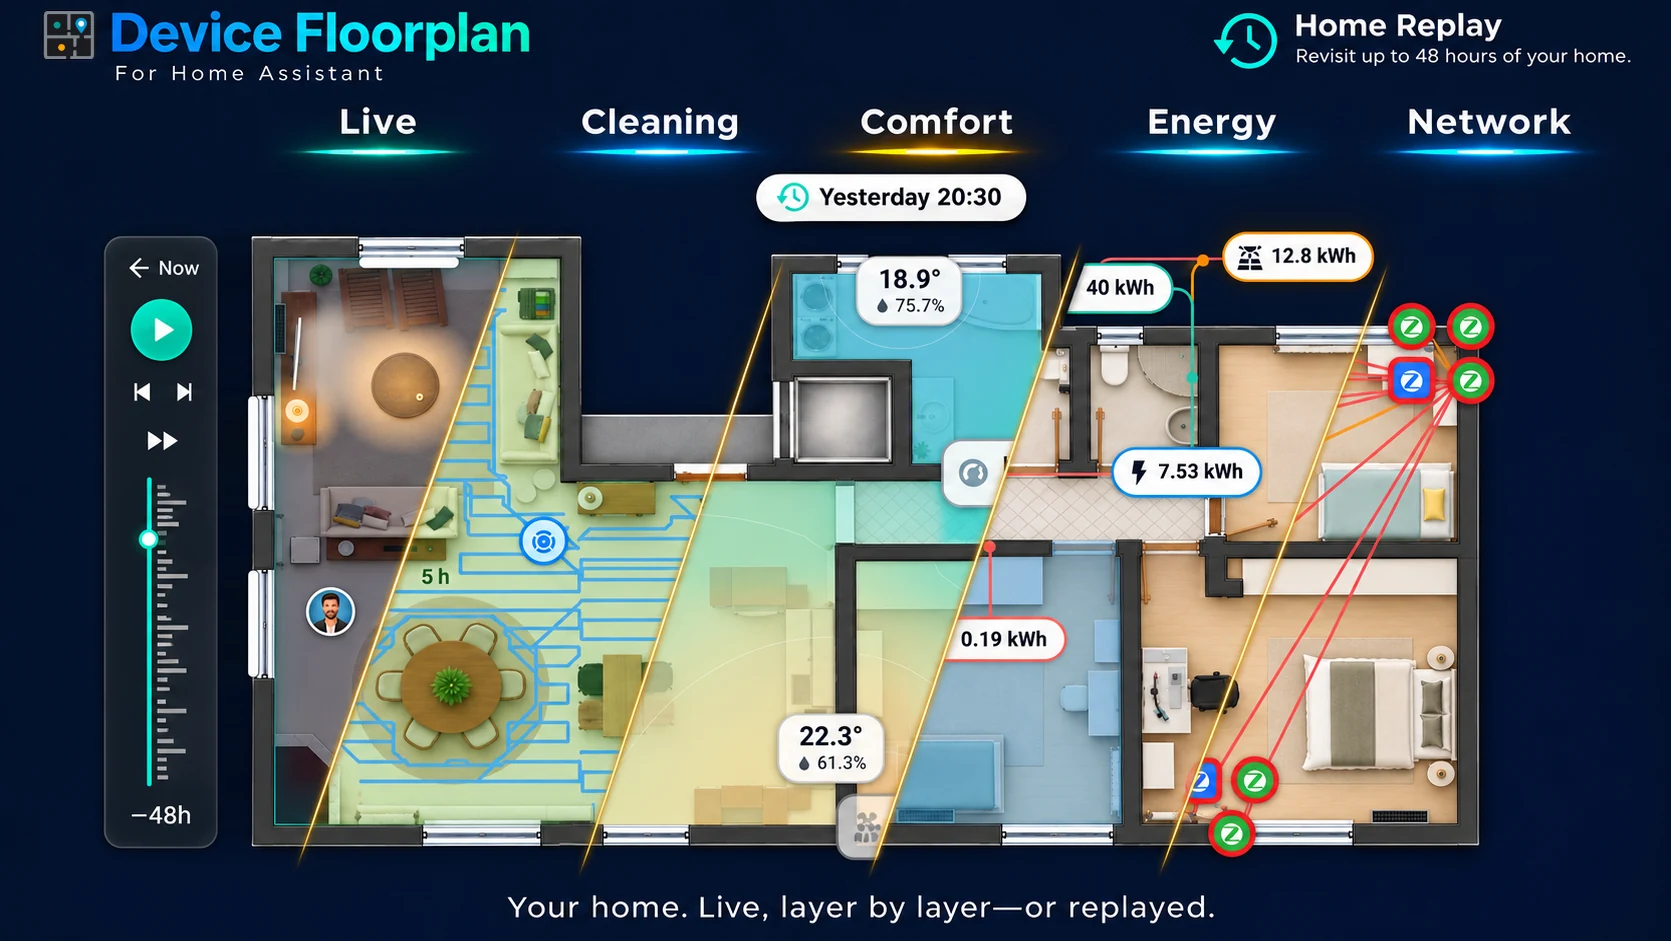 Device Floorplan
For Home Assistant
Home Replay
Revisit up to 48 hours of your home.
Live
Cleaning
Comfort
Energy
Network
Yesterday 20:30
Now
18.9°
75.7%
40 kWh
12.8 kWh
7.53 kWh
5 h
0.19 kWh
22.3°
61.3%
−48h
Your home. Live, layer by layer—or replayed.